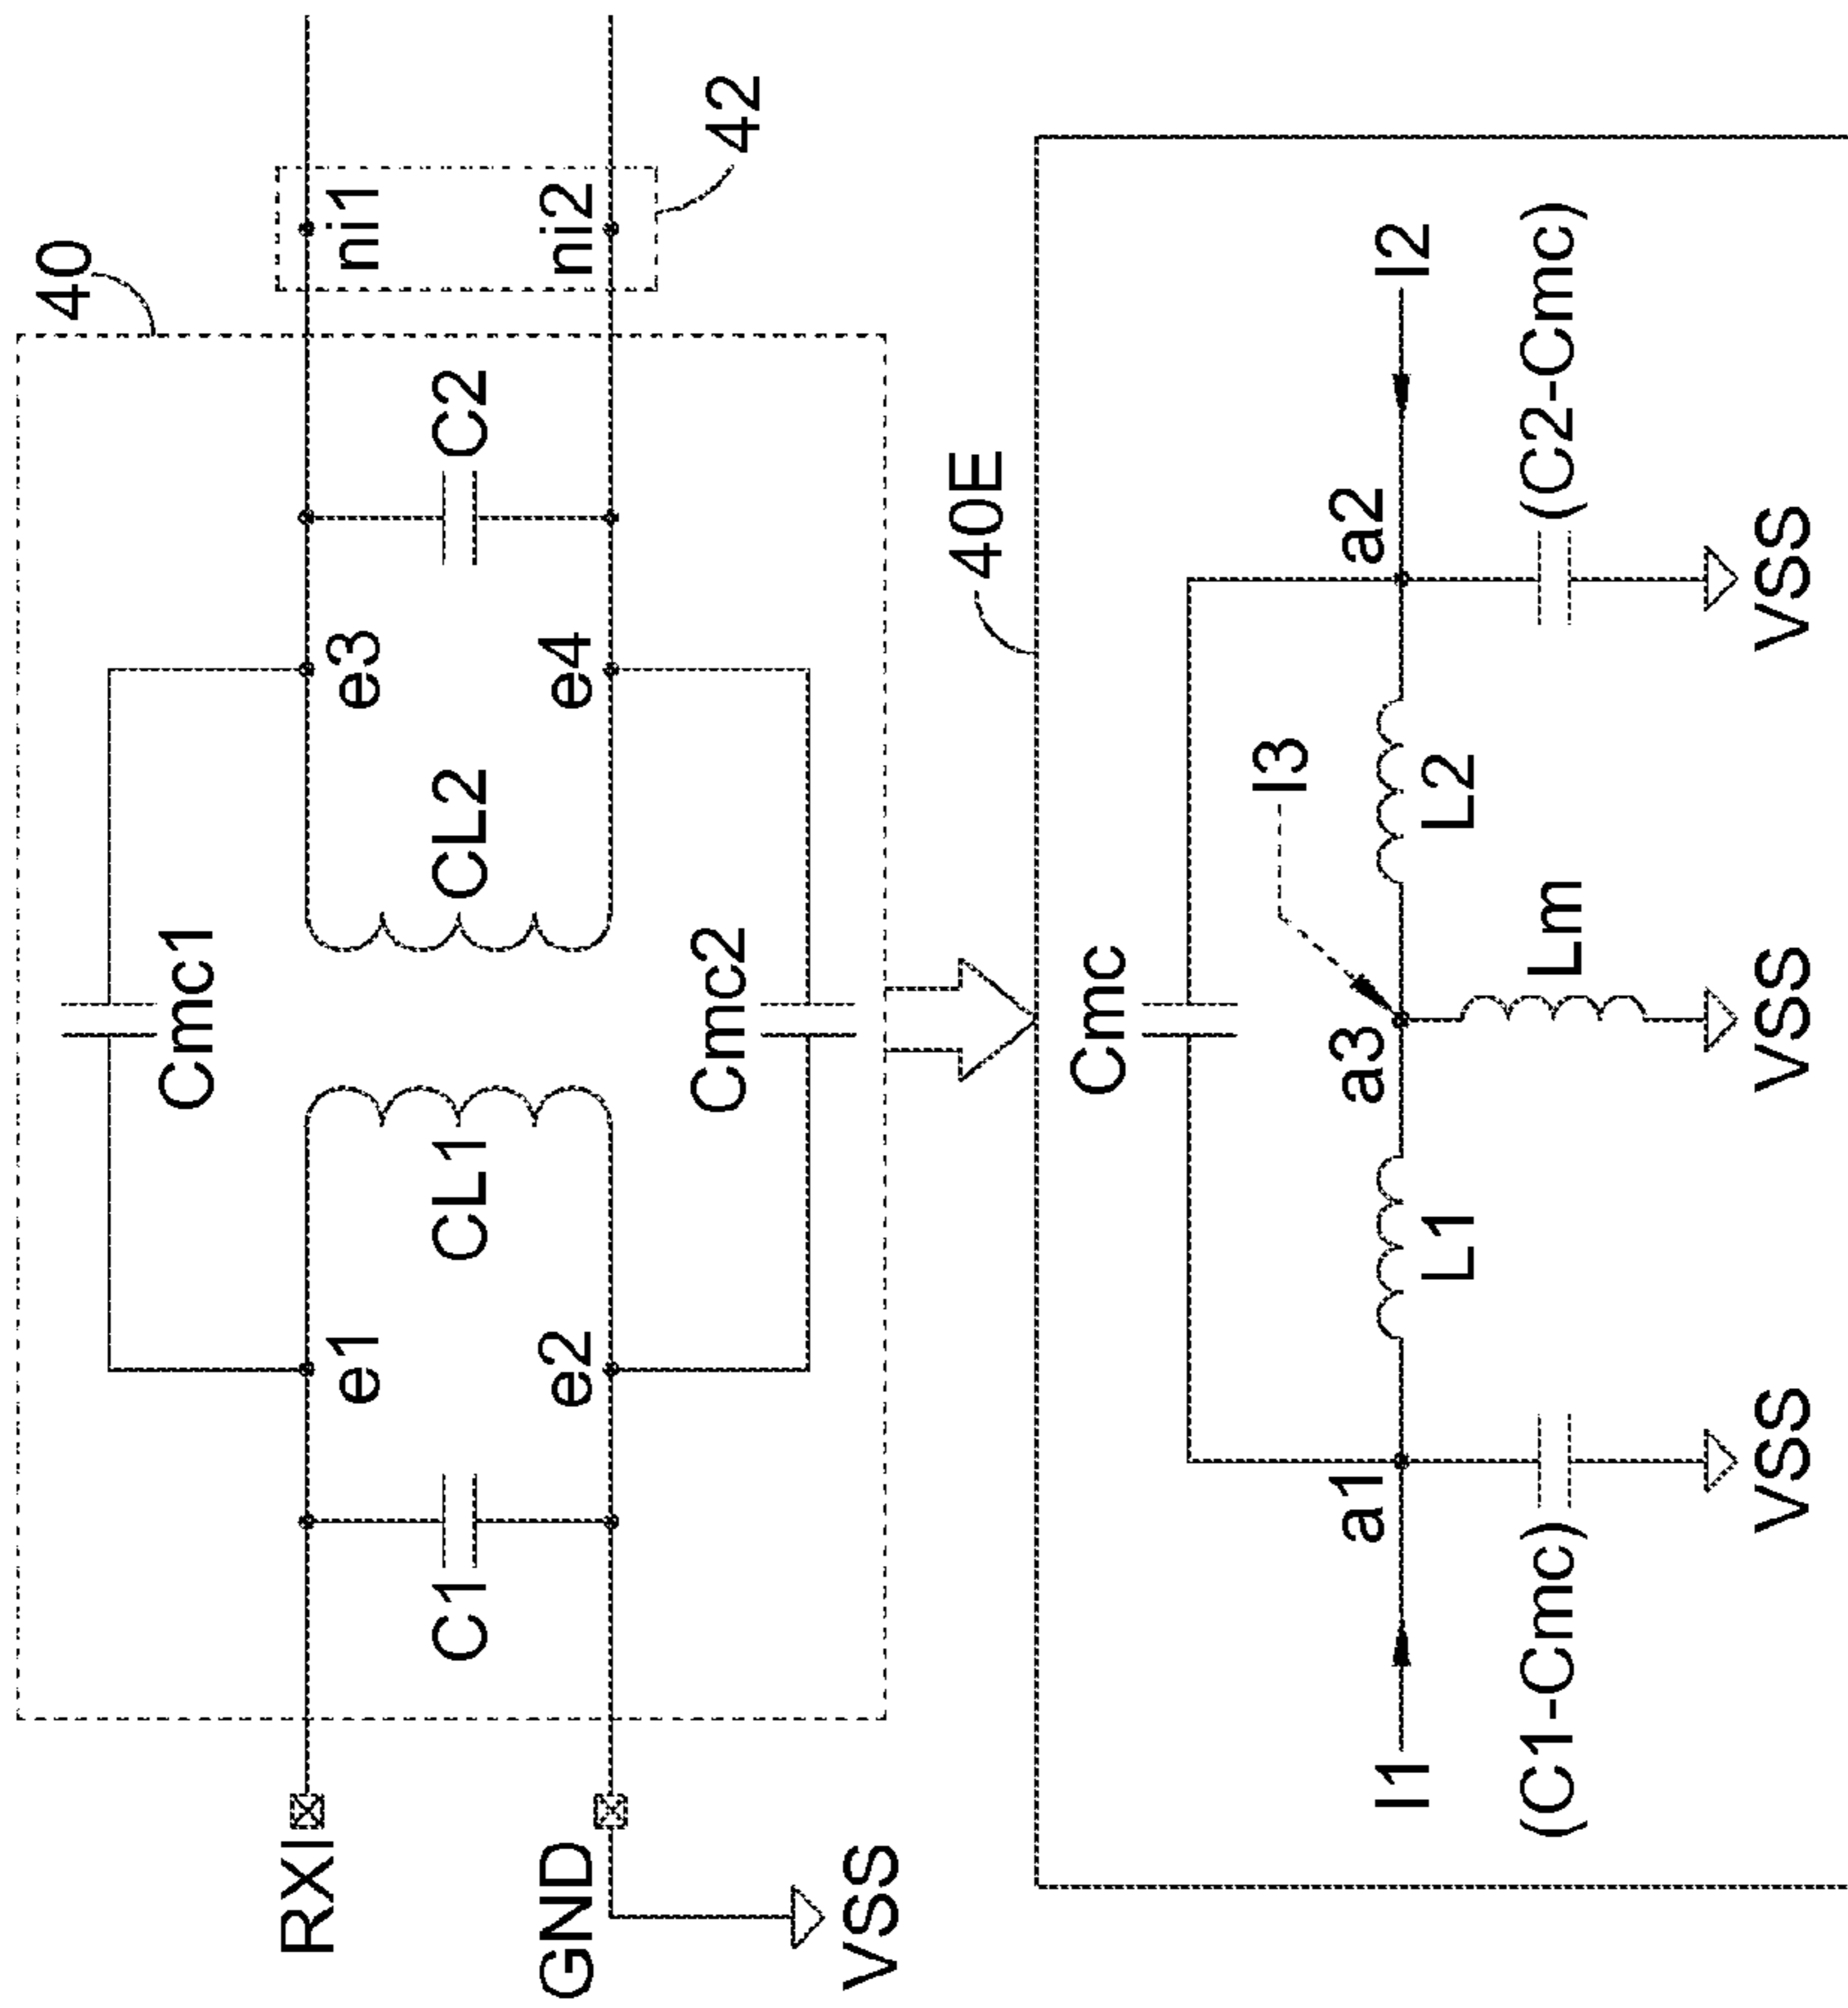 40
42
Cmc1
RXI
e1
e3
ni1
C1
CL1
CL2
C2
GND
e2
e4
ni2
Cmc2
VSS
40E
Cmc
I3
a1
a3
a2
I1
L1
L2
I2
Lm
(C1-Cmc)
(C2-Cmc)
VSS
VSS
VSS